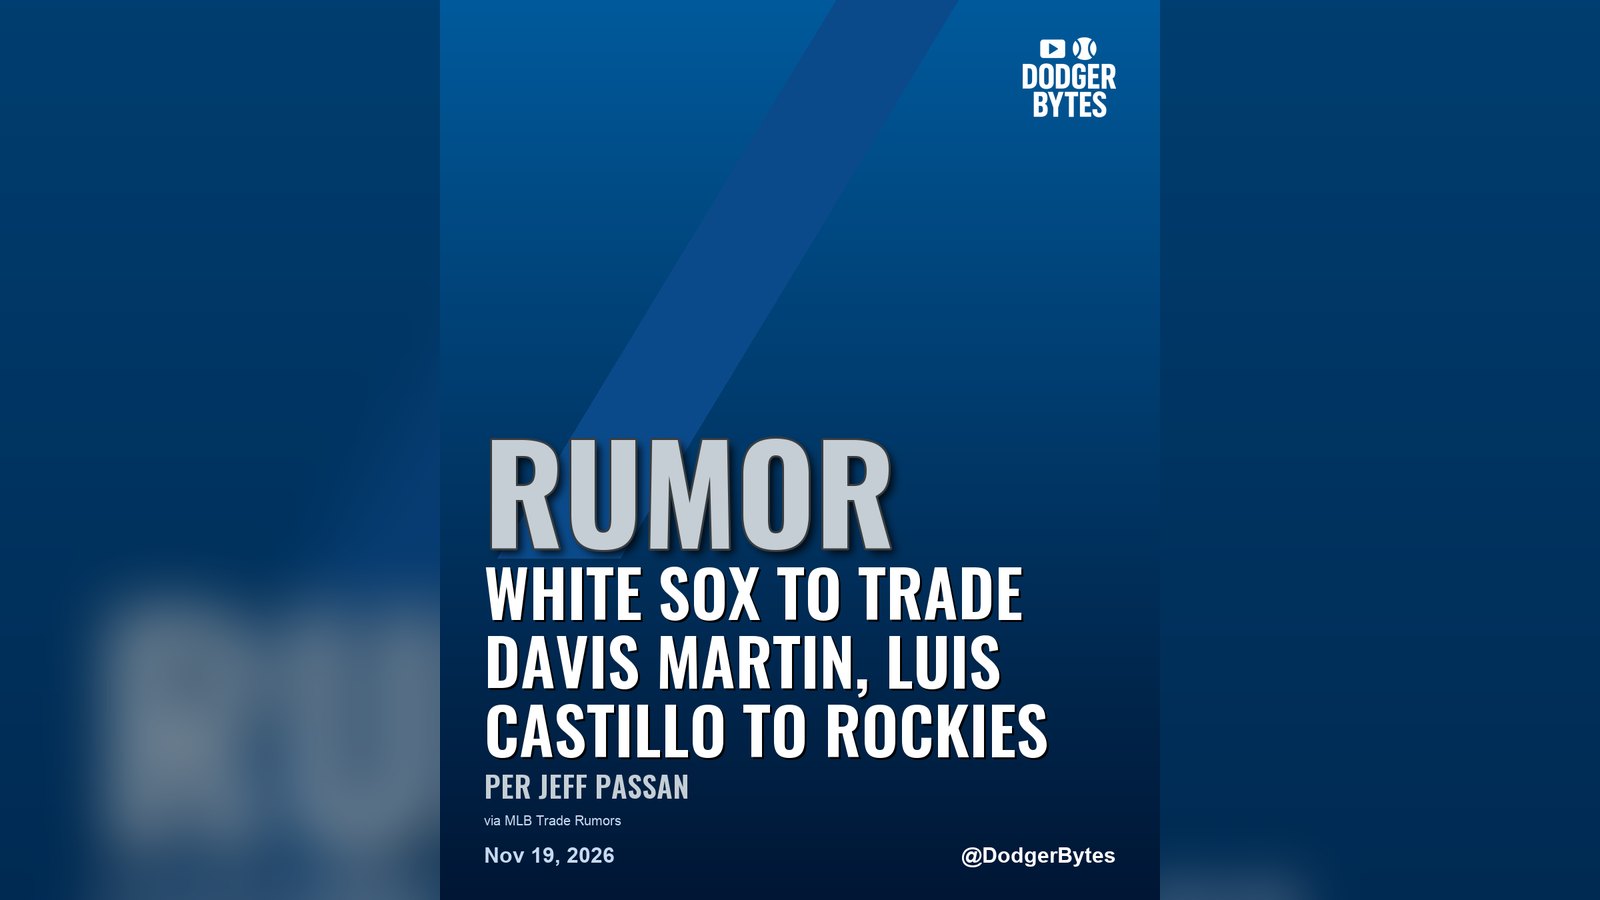 DODGER
BYTES
RUMOR
WHITE SOX TO TRADE
DAVIS MARTIN, LUIS
CASTILLO TO ROCKIES
PER JEFF PASSAN
via MLB Trade Rumors
Nov 19, 2026
@DodgerBytes